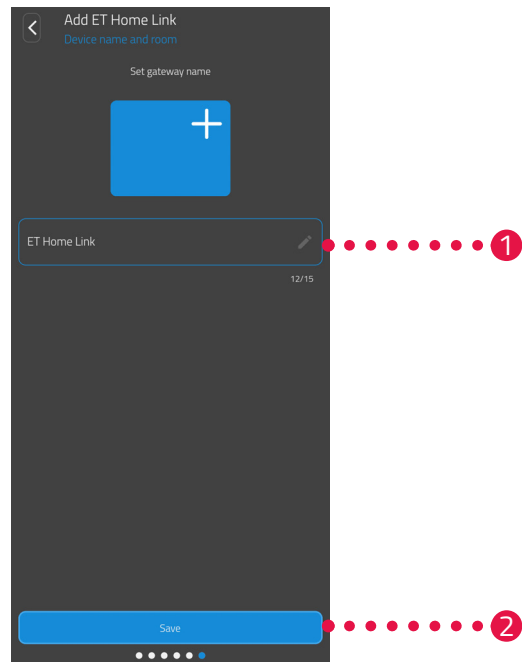 Add ET Home Link
Device name and room
Set gateway name
ET Home Link
1
12/15
Save
2